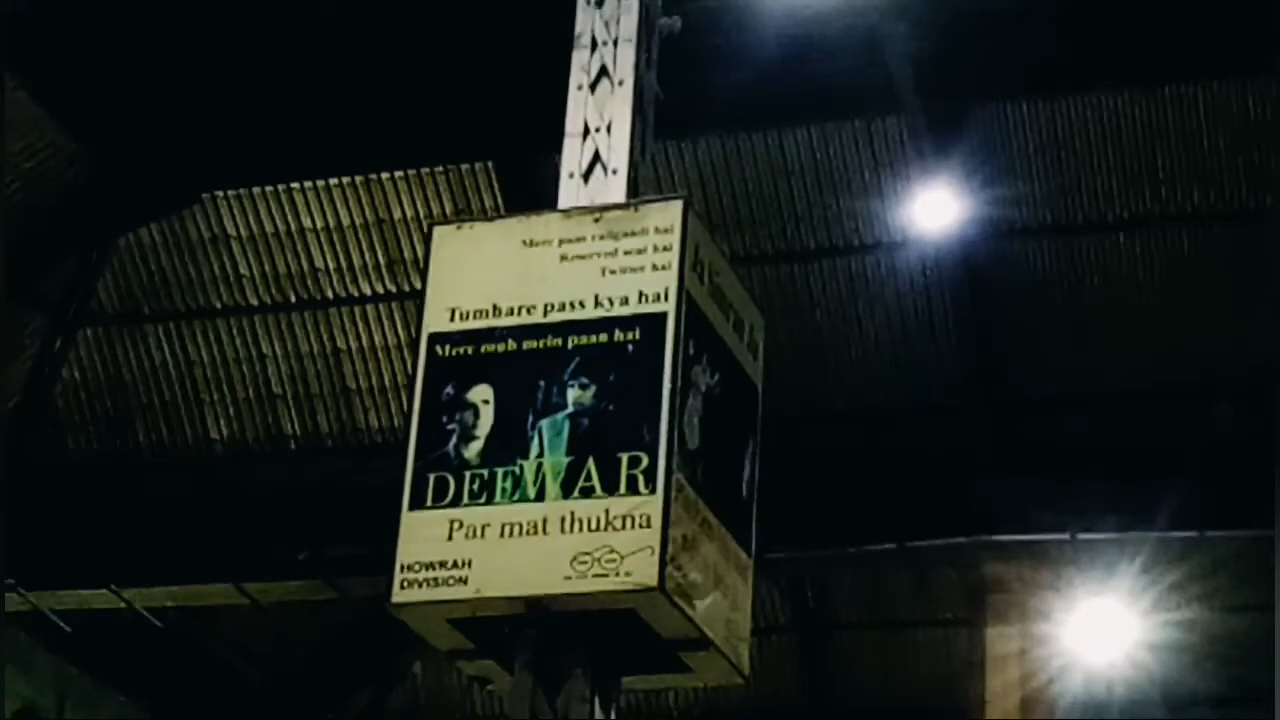 Mere paas railgaadi hai
Reserved seat hai
Twitter hai
Tumhare pass kya hai
Mere muh mein paan hai
DEEWAR
Par mat thukna
HOWRAH
DIVISION